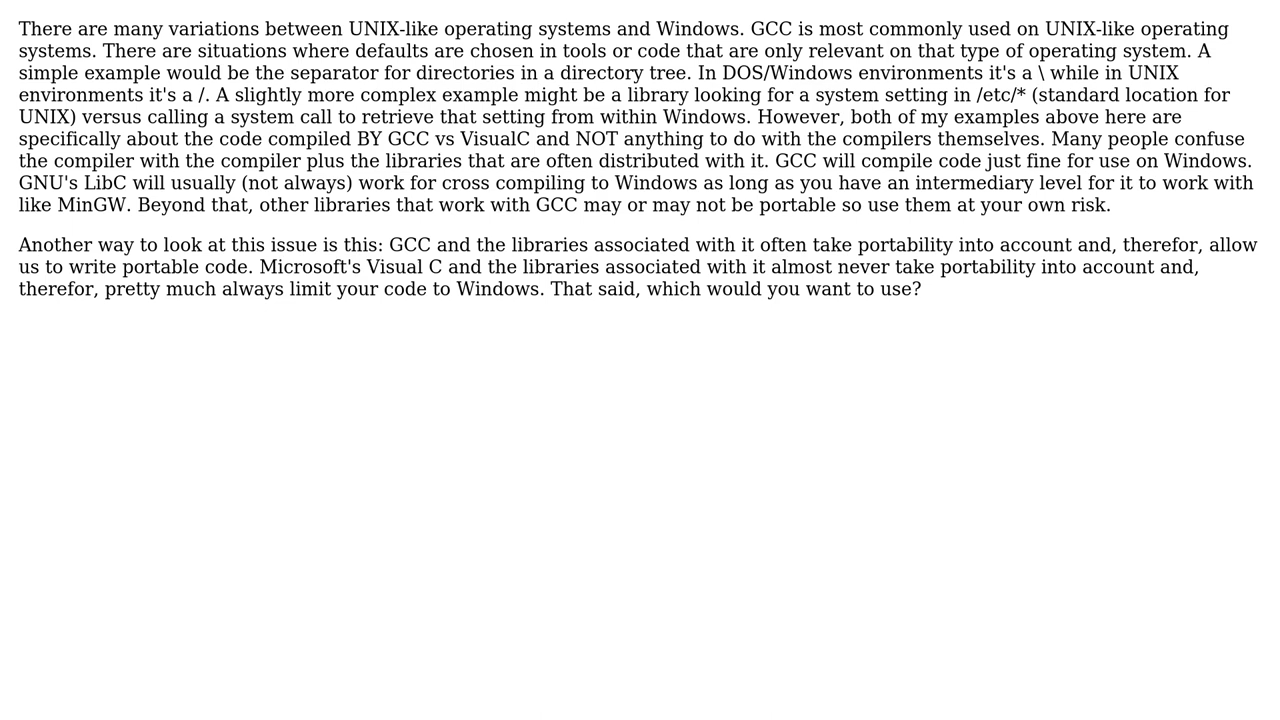 There are many variations between UNIX-like operating systems and Windows. GCC is most commonly used on UNIX-like operating
systems. There are situations where defaults are chosen in tools or code that are only relevant on that type of operating system. A
simple example would be the separator for directories in a directory tree. In DOS/Windows environments it's a \ while in UNIX
environments it's a /. A slightly more complex example might be a library looking for a system setting in /etc/* (standard location for
UNIX) versus calling a system call to retrieve that setting from within Windows. However, both of my examples above here are
specifically about the code compiled BY GCC vs VisualC and NOT anything to do with the compilers themselves. Many people confuse
the compiler with the compiler plus the libraries that are often distributed with it. GCC will compile code just fine for use on Windows.
GNU's LibC will usually (not always) work for cross compiling to Windows as long as you have an intermediary level for it to work with
like MinGW. Beyond that, other libraries that work with GCC may or may not be portable so use them at your own risk.
Another way to look at this issue is this: GCC and the libraries associated with it often take portability into account and, therefor, allow
us to write portable code. Microsoft's Visual C and the libraries associated with it almost never take portability into account and,
therefor, pretty much always limit your code to Windows. That said, which would you want to use?